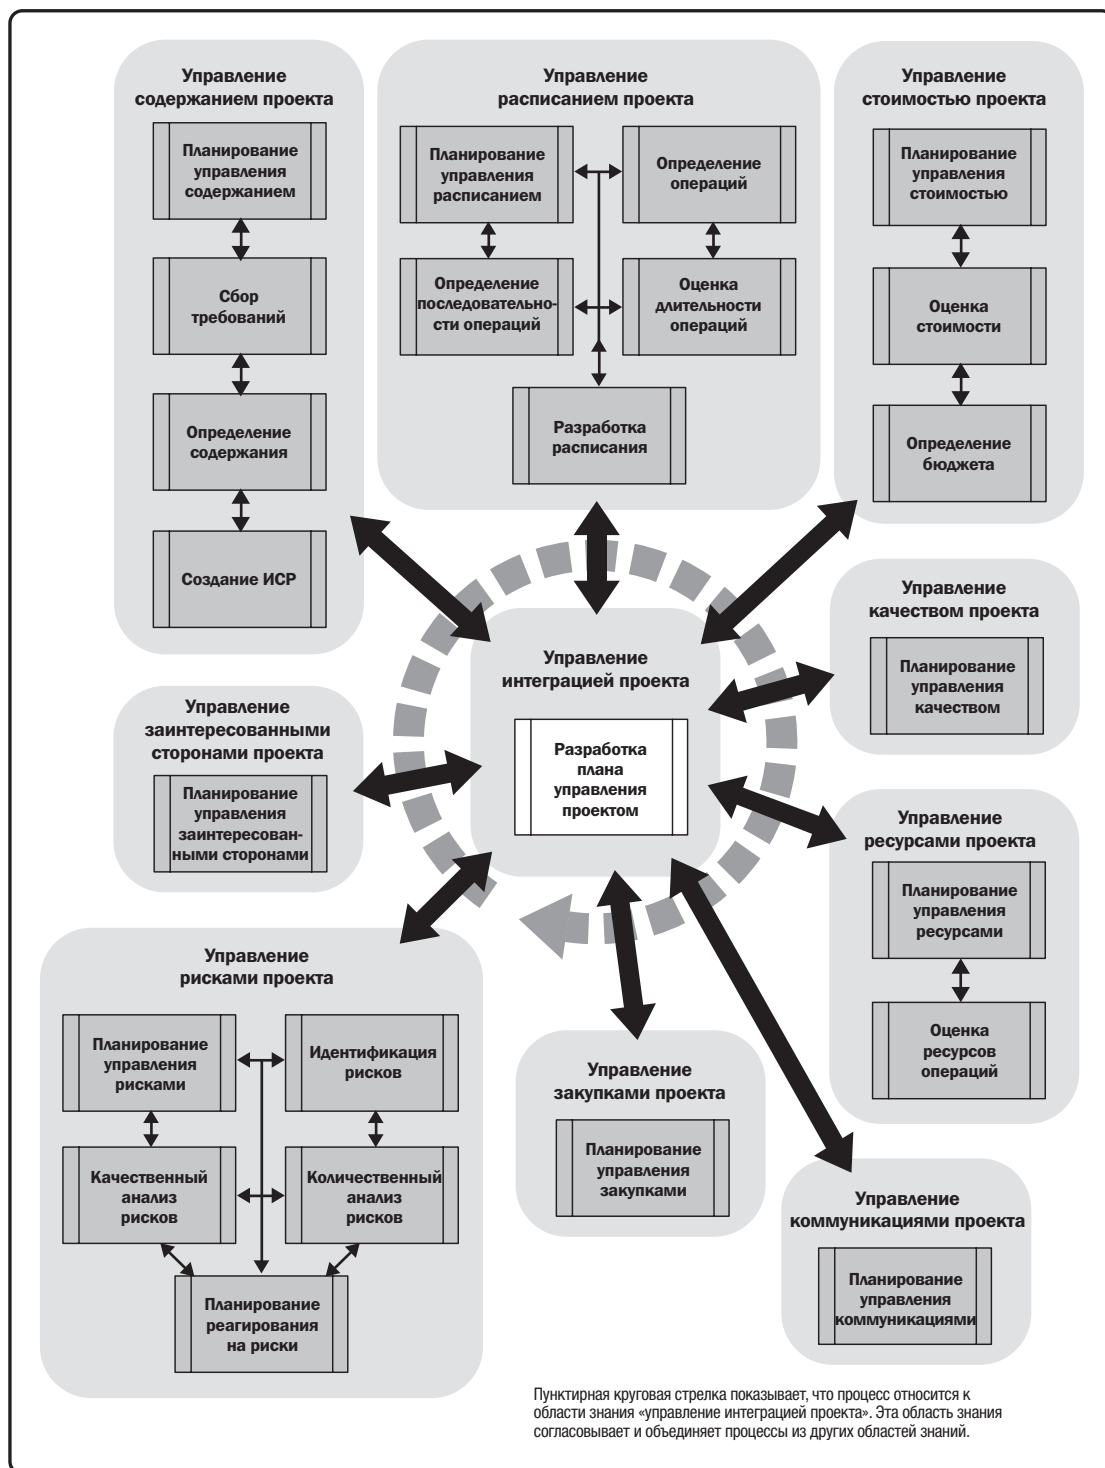 Управление
содержанием проекта
Планирование
управления
содержанием
Сбор
требований
Определение
содержания
Создание ИСР
Управление
расписанием проекта
Планирование
управления
расписанием
Определение
операций
Определение
последовательно-
сти операций
Оценка
длительности
операций
Разработка
расписания
Управление
стоимостью проекта
Планирование
управления
стоимостью
Оценка
стоимости
Определение
бюджета
Управление
качеством проекта
Планирование
управления
качеством
Управление
интеграцией проекта
Разработка
плана
управления
проектом
Управление
заинтересованными
сторонами проекта
Планирование
управления
заинтересован-
ными сторонами
Управление
ресурсами проекта
Планирование
управления
ресурсами
Оценка
ресурсов
операций
Управление
рисками проекта
Планирование
управления
рисками
Идентификация
рисков
Качественный
анализ
рисков
Количественный
анализ
рисков
Планирование
реагирования
на риски
Управление
закупками проекта
Планирование
управления
закупками
Управление
коммуникациями проекта
Планирование
управления
коммуникациями
Пунктирная круговая стрелка показывает, что процесс относится к
области знания «управление интеграцией проекта». Эта область знания
согласовывает и объединяет процессы из других областей знаний.